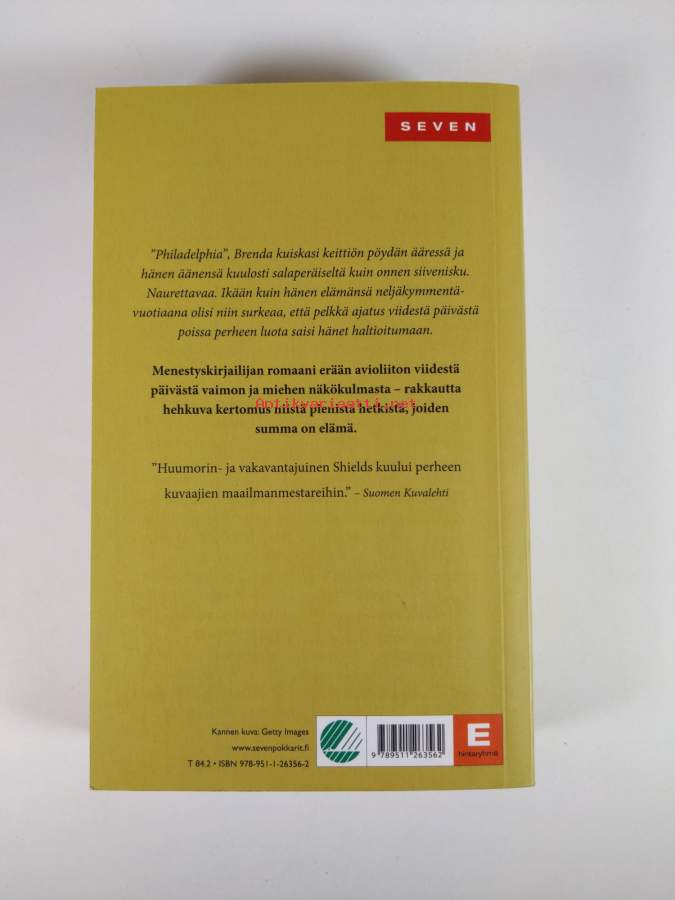 SEVEN
"Philadelphia", Brenda kuiskasi keittiön pöydän ääressä ja
hänen äänensä kuulosti salaperäiseltä kuin onnen siivenisku.
Naurettavaa. Ikään kuin hänen elämänsä neljäkymmentä-
vuotiaana olisi niin surkeaa, että pelkkä ajatus viidestä päivästä
poissa perheen luota saisi hänet haltioitumaan.
Menestyskirjailijan romaani erään avioliiton viidestä
päivästä vaimon ja miehen näkökulmasta – rakkautta
Antikvariaatti.net
hehkuva kertomus niistä pienistä hetkistä, joiden
summa on elämä.
"Huumorin- ja vakavantajuinen Shields kuului perheen
kuvaajien maailmanmestareihin." – Suomen Kuvalehti
Kannen kuva: Getty Images
www.sevenpokkarit.fi
T 84.2 • ISBN 978-951-1-26356-2
9 789511 263562
E
hintaryhmä